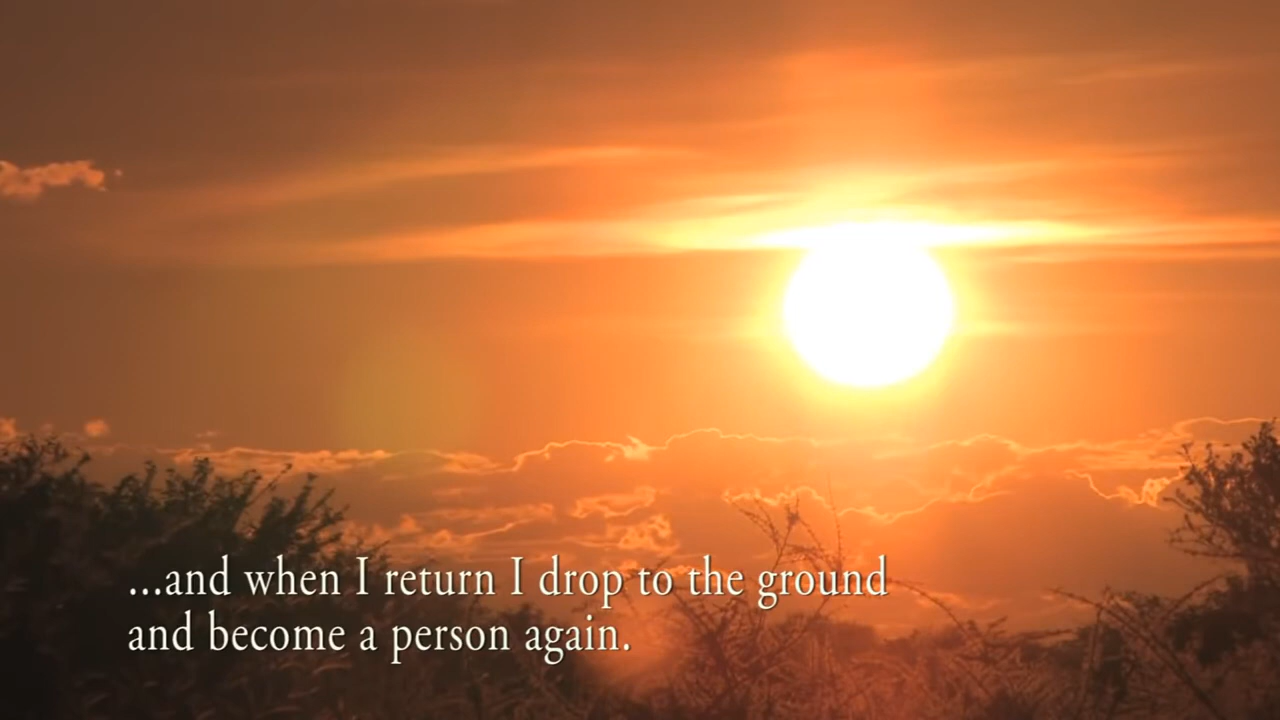 ...and when I return I drop to the ground
and become a person again.